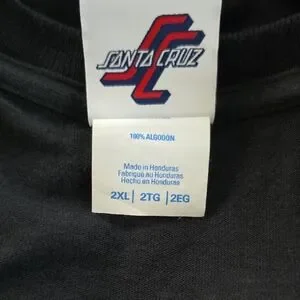 SANTA CRUZ
100% ALGODON
Made in Honduras
Fabriqué au Honduras
Hecho en Honduras
2XL | 2TG | 2EG